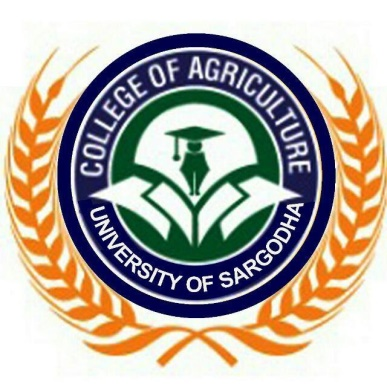 COLLEGE OF AGRICULTURE
UNIVERSITY OF SARGODHA